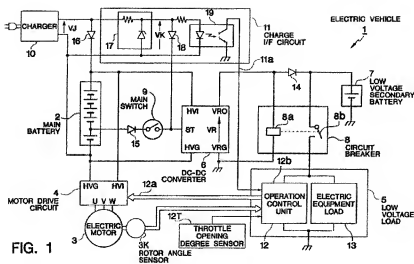 ELECTRIC VEHICLE
1
CHARGER
10
VJ
16
17
VK
18
19
11
CHARGE
I/F CIRCUIT
11a
14
7
LOW VOLTAGE
SECONDARY
BATTERY
2
MAIN
BATTERY
9
MAIN
SWITCH
15
HVI VRO
ST VR
HVG VRG
6
DC-DC
CONVERTER
8a
8b
8
CIRCUIT
BREAKER
4
MOTOR DRIVE
CIRCUIT
HVG HVI
U V W
12a
12b
ELECTRIC
MOTOR
3
3K
ROTOR ANGLE
SENSOR
12T
THROTTLE
OPENING
DEGREE SENSOR
OPERATION
CONTROL
UNIT
12
ELECTRIC
EQUIPMENT
LOAD
13
5
LOW
VOLTAGE
LOAD
FIG. 1